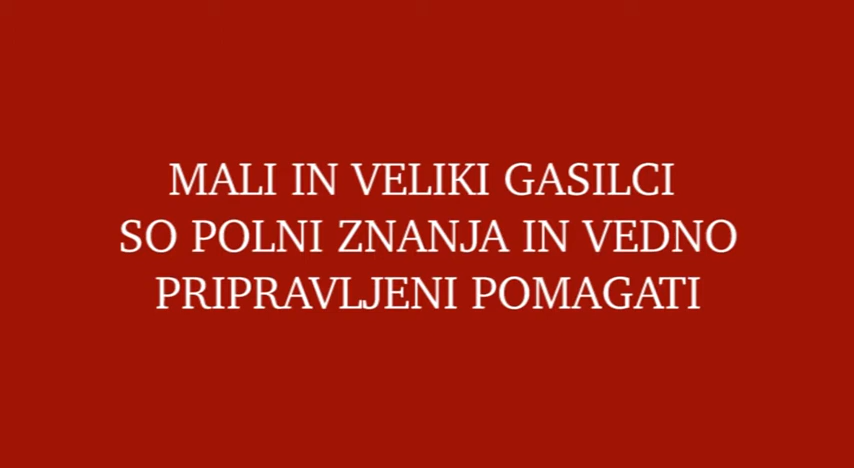 MALI IN VELIKI GASILCI
SO POLNI ZNANJA IN VEDNO
PRIPRAVLJENI POMAGATI